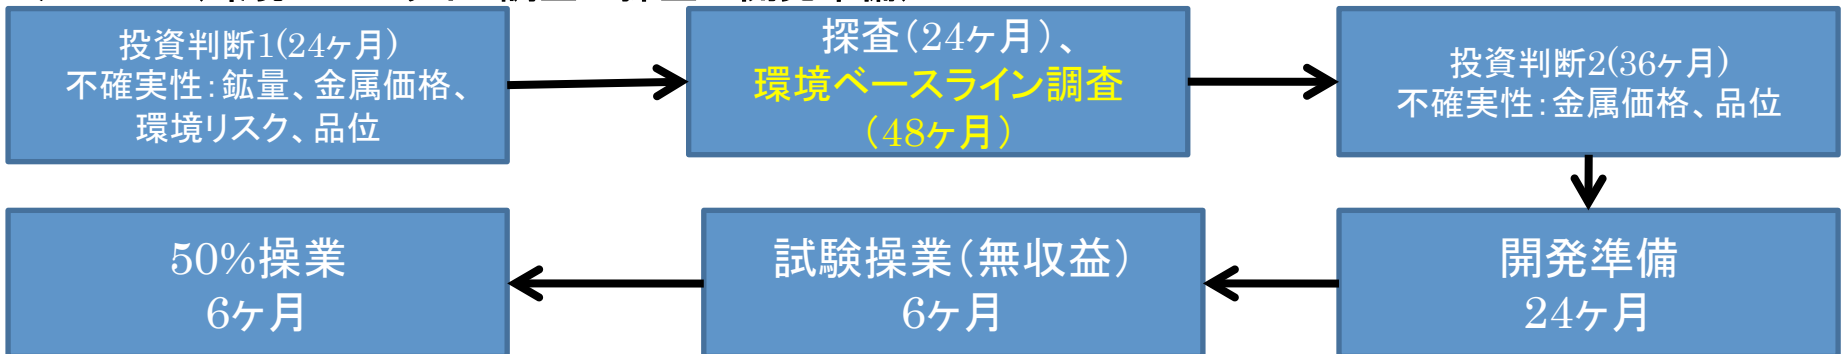 投資判断1(24ヶ月)
不確実性:鉱量、金属価格、
環境リスク、品位
探査(24ヶ月)、
環境ベースライン調査
(48ヶ月)
投資判断2(36ヶ月)
不確実性:金属価格、品位
50%操業
6ヶ月
試験操業(無収益)
6ヶ月
開発準備
24ヶ月